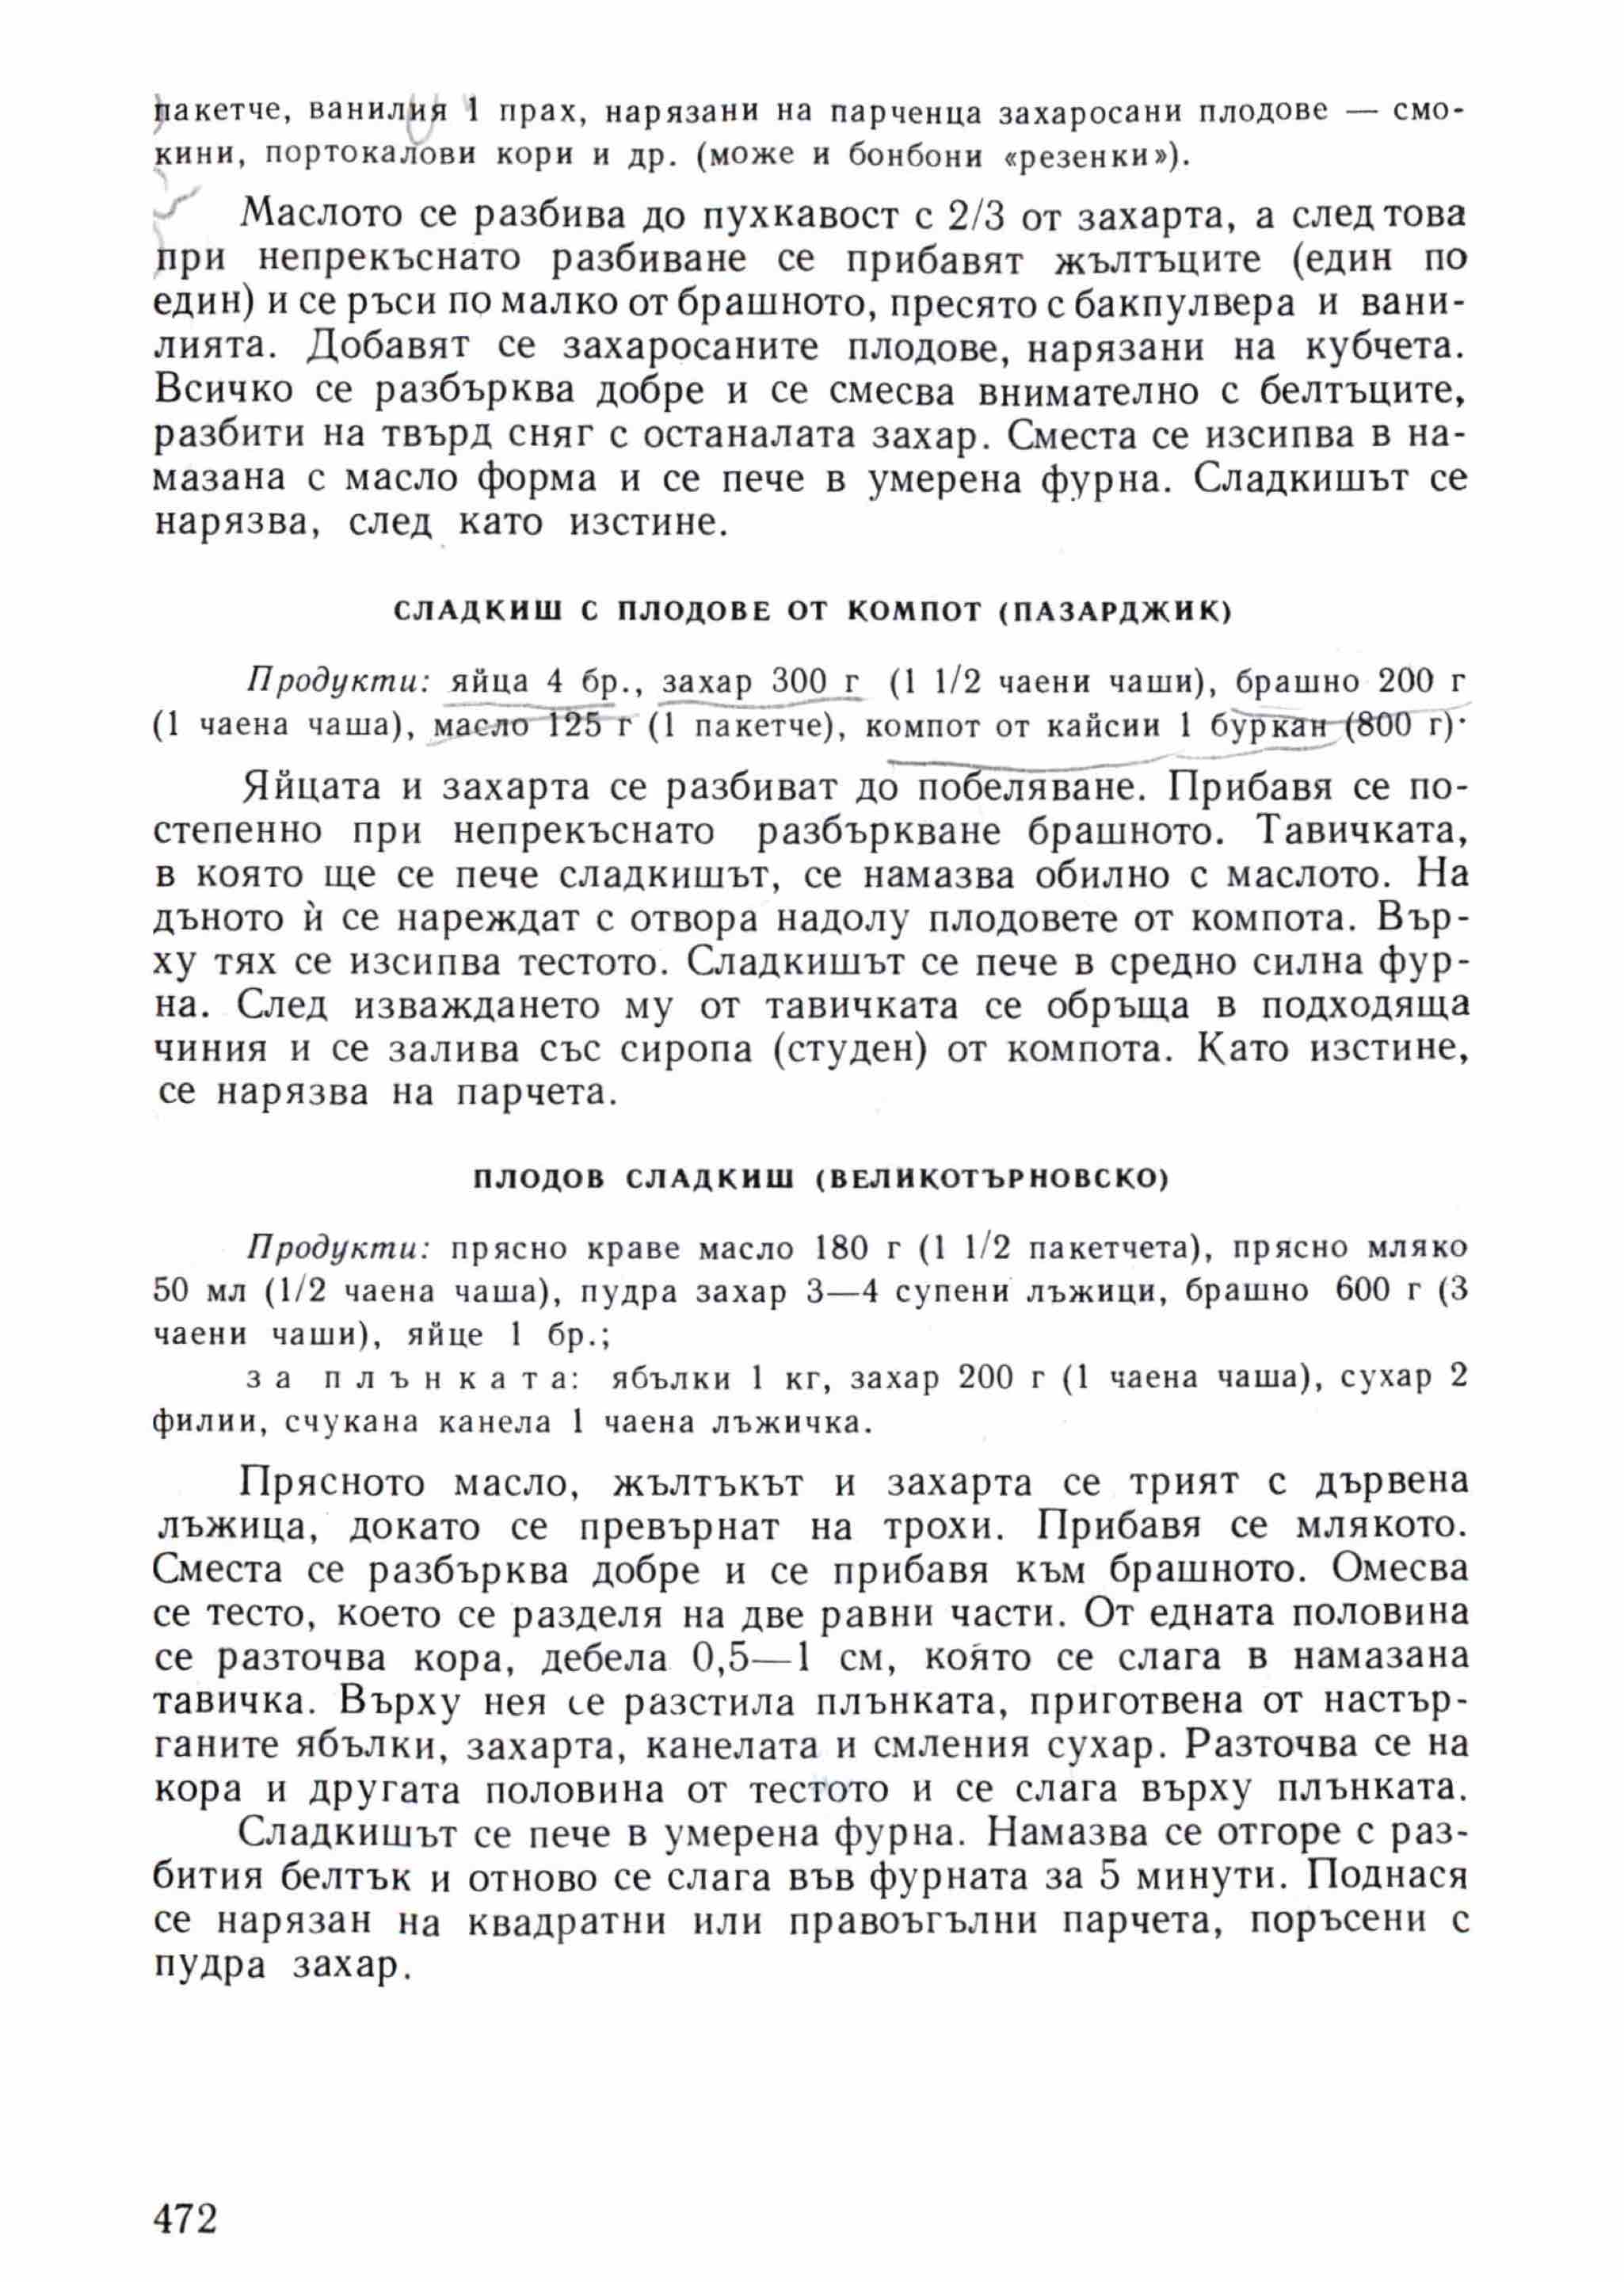 пакетче, ванилия 1 прах, нарязани на парченца захаросани плодове — смо-
кини, портокалови кори и др. (може и бонбони «резенки»).
Маслото се разбива до пухкавост с 2/3 от захарта, а след това
при непрекъснато разбиване се прибавят жълтъците (един по
един) и се ръси по малко от брашното, пресято с бакпулвера и вани-
лията. Добавят се захаросаните плодове, нарязани на кубчета.
Всичко се разбърква добре и се смесва внимателно с белтъците,
разбити на твърд сняг с останалата захар. Сместа се изсипва в на-
мазана с масло форма и се пече в умерена фурна. Сладкишът се
нарязва, след като изстине.
СЛАДКИШ С ПЛОДОВЕ ОТ КОМПОТ (ПАЗАРДЖИК)
Продукти: яйца 4 бр., захар 300 г (1 1/2 чаени чаши), брашно 200 г
(1 чаена чаша), масло 125 г (1 пакетче), компот от кайсии 1 буркан (800 г).
Яйцата и захарта се разбиват до побеляване. Прибавя се по-
степенно при непрекъснато разбъркване брашното. Тавичката,
в която ще се пече сладкишът, се намазва обилно с маслото. На
дъното ѝ се нареждат с отвора надолу плодовете от компота. Вър-
ху тях се изсипва тестото. Сладкишът се пече в средно силна фур-
на. След изваждането му от тавичката се обръща в подходяща
чиния и се залива със сиропа (студен) от компота. Като изстине,
се нарязва на парчета.
ПЛОДОВ СЛАДКИШ (ВЕЛИКОТЪРНОВСКО)
Продукти: прясно краве масло 180 г (1 1/2 пакетчета), прясно мляко
50 мл (1/2 чаена чаша), пудра захар 3—4 супени лъжици, брашно 600 г (3
чаени чаши), яйце 1 бр.;
за плънката: ябълки 1 кг, захар 200 г (1 чаена чаша), сухар 2
филии, счукана канела 1 чаена лъжичка.
Прясното масло, жълтъкът и захарта се трият с дървена
лъжица, докато се превърнат на трохи. Прибавя се млякото.
Сместа се разбърква добре и се прибавя към брашното. Омесва
се тесто, което се разделя на две равни части. От едната половина
се разточва кора, дебела 0,5—1 см, която се слага в намазана
тавичка. Върху нея се разстила плънката, приготвена от настър-
ганите ябълки, захарта, канелата и смления сухар. Разточва се на
кора и другата половина от тестото и се слага върху плънката.
Сладкишът се пече в умерена фурна. Намазва се отгоре с раз-
бития белтък и отново се слага във фурната за 5 минути. Поднася
се нарязан на квадратни или правоъгълни парчета, поръсени с
пудра захар.
472